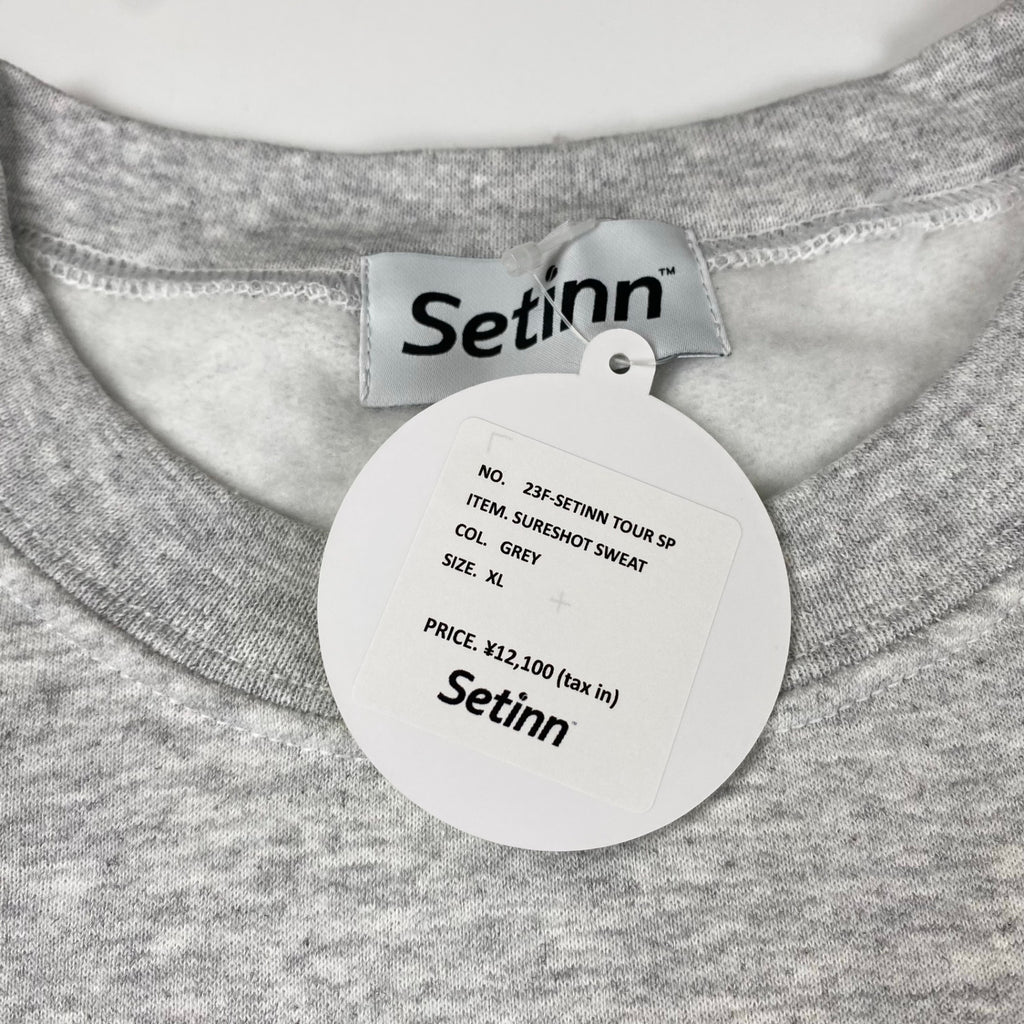 Setinn™
NO. 23F-SETINN TOUR SP
ITEM. SURESHOT SWEAT
COL. GREY
SIZE. XL
PRICE. ¥12,100 (tax in)
Setinn™